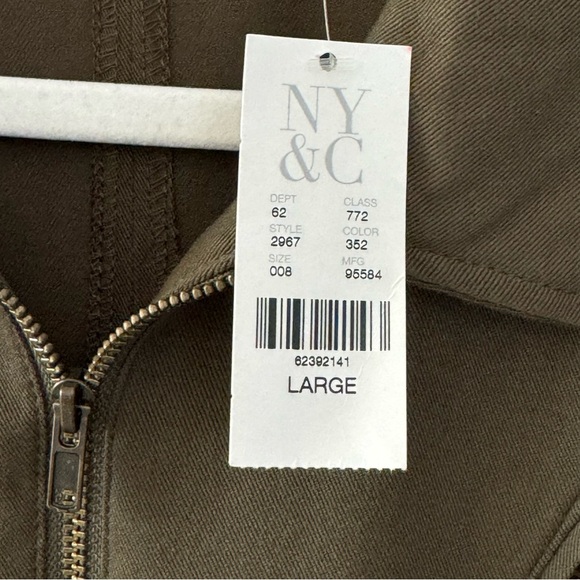 NY
&C
DEPT CLASS
62 772
STYLE COLOR
2967 352
SIZE MFG
008 95584
62392141
LARGE